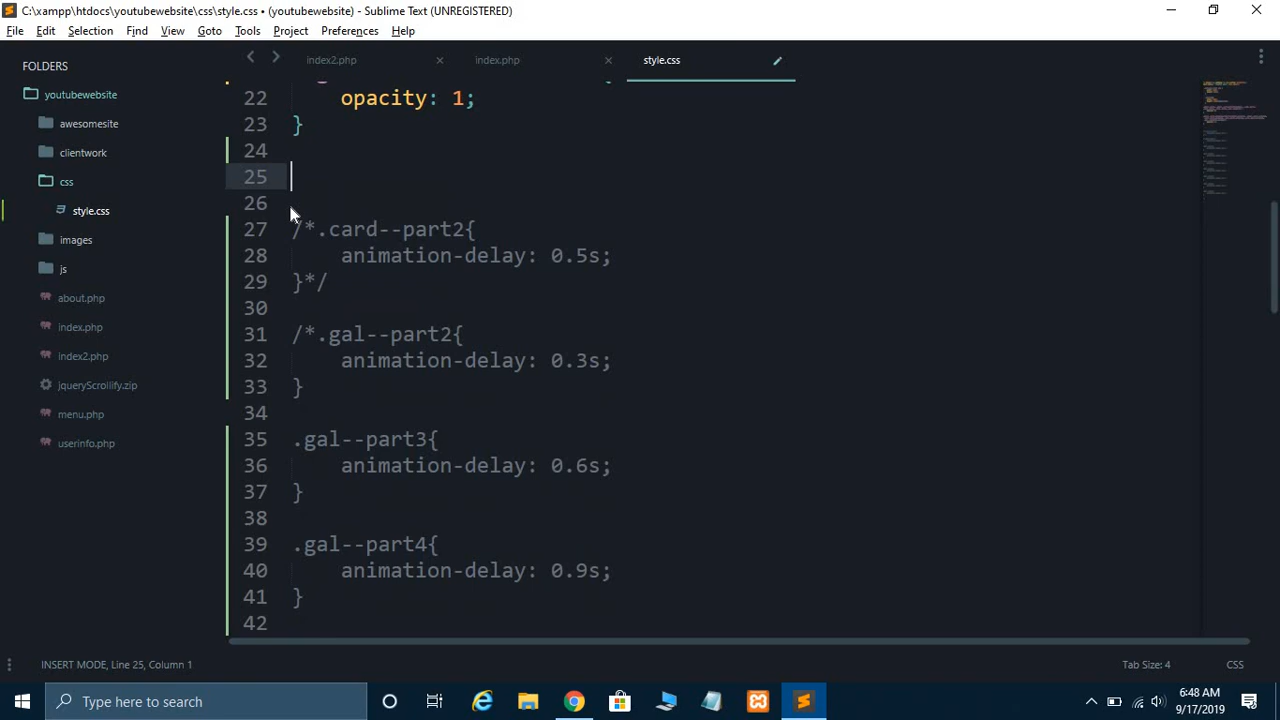 C:\xampp\htdocs\youtubewebsite\css\style.css • (youtubewebsite) - Sublime Text (UNREGISTERED)
File Edit Selection Find View Goto Tools Project Preferences Help
FOLDERS
youtubewebsite
awesomesite
clientwork
css
style.css
images
js
about.php
index.php
index2.php
jqueryScrollify.zip
menu.php
userinfo.php
index2.php index.php style.css
22 opacity: 1;
23 }
24
25
26
27 /*.card--part2{
28 animation-delay: 0.5s;
29 }*/
30
31 /*.gal--part2{
32 animation-delay: 0.3s;
33 }
34
35 .gal--part3{
36 animation-delay: 0.6s;
37 }
38
39 .gal--part4{
40 animation-delay: 0.9s;
41 }
42
INSERT MODE, Line 25, Column 1 Tab Size: 4 CSS
Type here to search
6:48 AM
9/17/2019